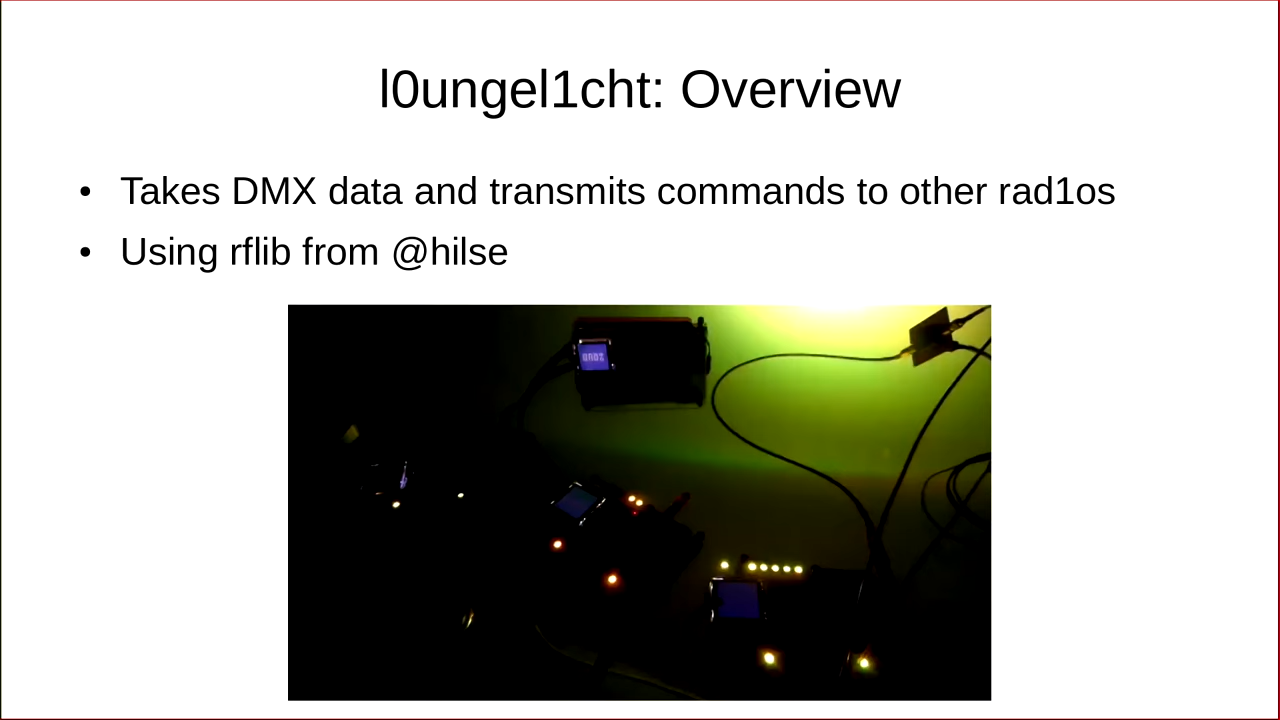 l0ungel1cht: Overview
• Takes DMX data and transmits commands to other rad1os
• Using rflib from @hilse